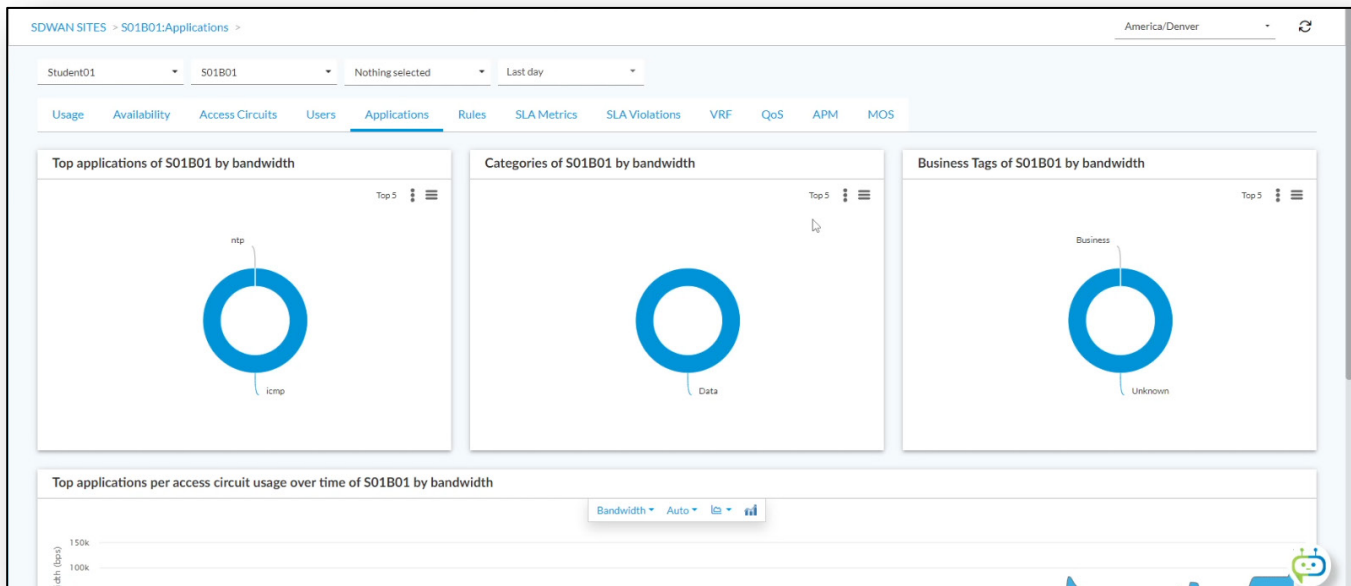 SDWAN SITES > S01B01:Applications >
America/Denver
Student01
S01B01
Nothing selected
Last day
Usage Availability Access Circuits Users Applications Rules SLA Metrics SLA Violations VRF QoS APM MOS
Top applications of S01B01 by bandwidth
Top 5
ntp
icmp
Categories of S01B01 by bandwidth
Top 5
Data
Business Tags of S01B01 by bandwidth
Top 5
Business
Unknown
Top applications per access circuit usage over time of S01B01 by bandwidth
Bandwidth Auto
150k
100k
(bps)